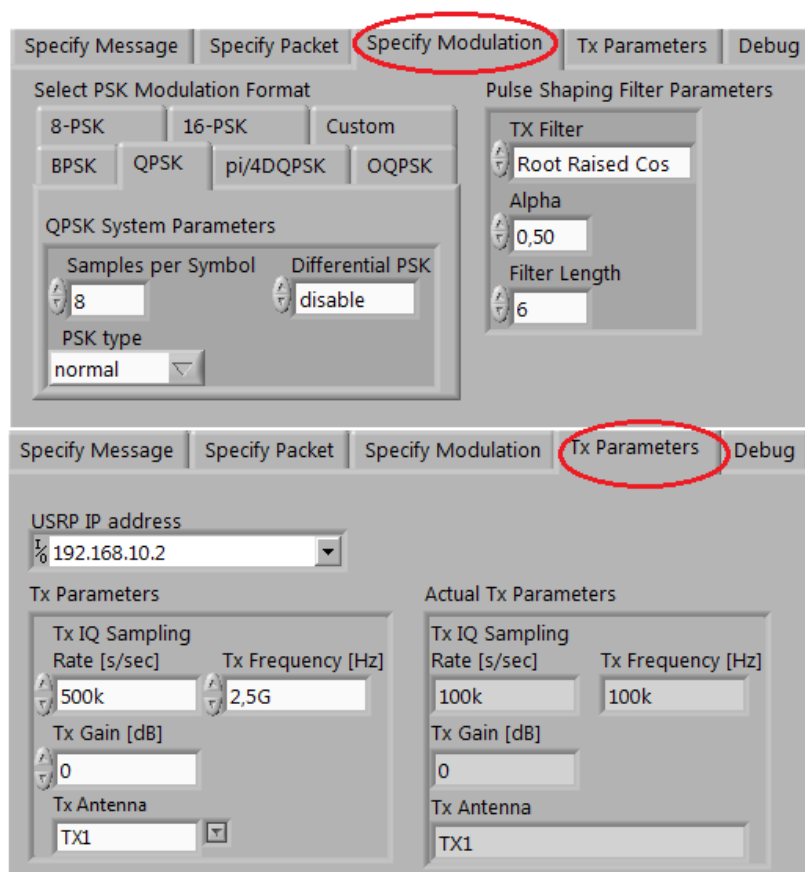 Specify Message Specify Packet Specify Modulation Tx Parameters Debug
Select PSK Modulation Format
8-PSK 16-PSK Custom
BPSK QPSK pi/4DQPSK OQPSK
QPSK System Parameters
Samples per Symbol Differential PSK
8 disable
PSK type
normal
Pulse Shaping Filter Parameters
TX Filter
Root Raised Cos
Alpha
0,50
Filter Length
6
Specify Message Specify Packet Specify Modulation Tx Parameters Debug
USRP IP address
I/O 192.168.10.2
Tx Parameters
Tx IQ Sampling
Rate [s/sec] Tx Frequency [Hz]
500k 2,5G
Tx Gain [dB]
0
Tx Antenna
TX1
Actual Tx Parameters
Tx IQ Sampling
Rate [s/sec] Tx Frequency [Hz]
100k 100k
Tx Gain [dB]
0
Tx Antenna
TX1